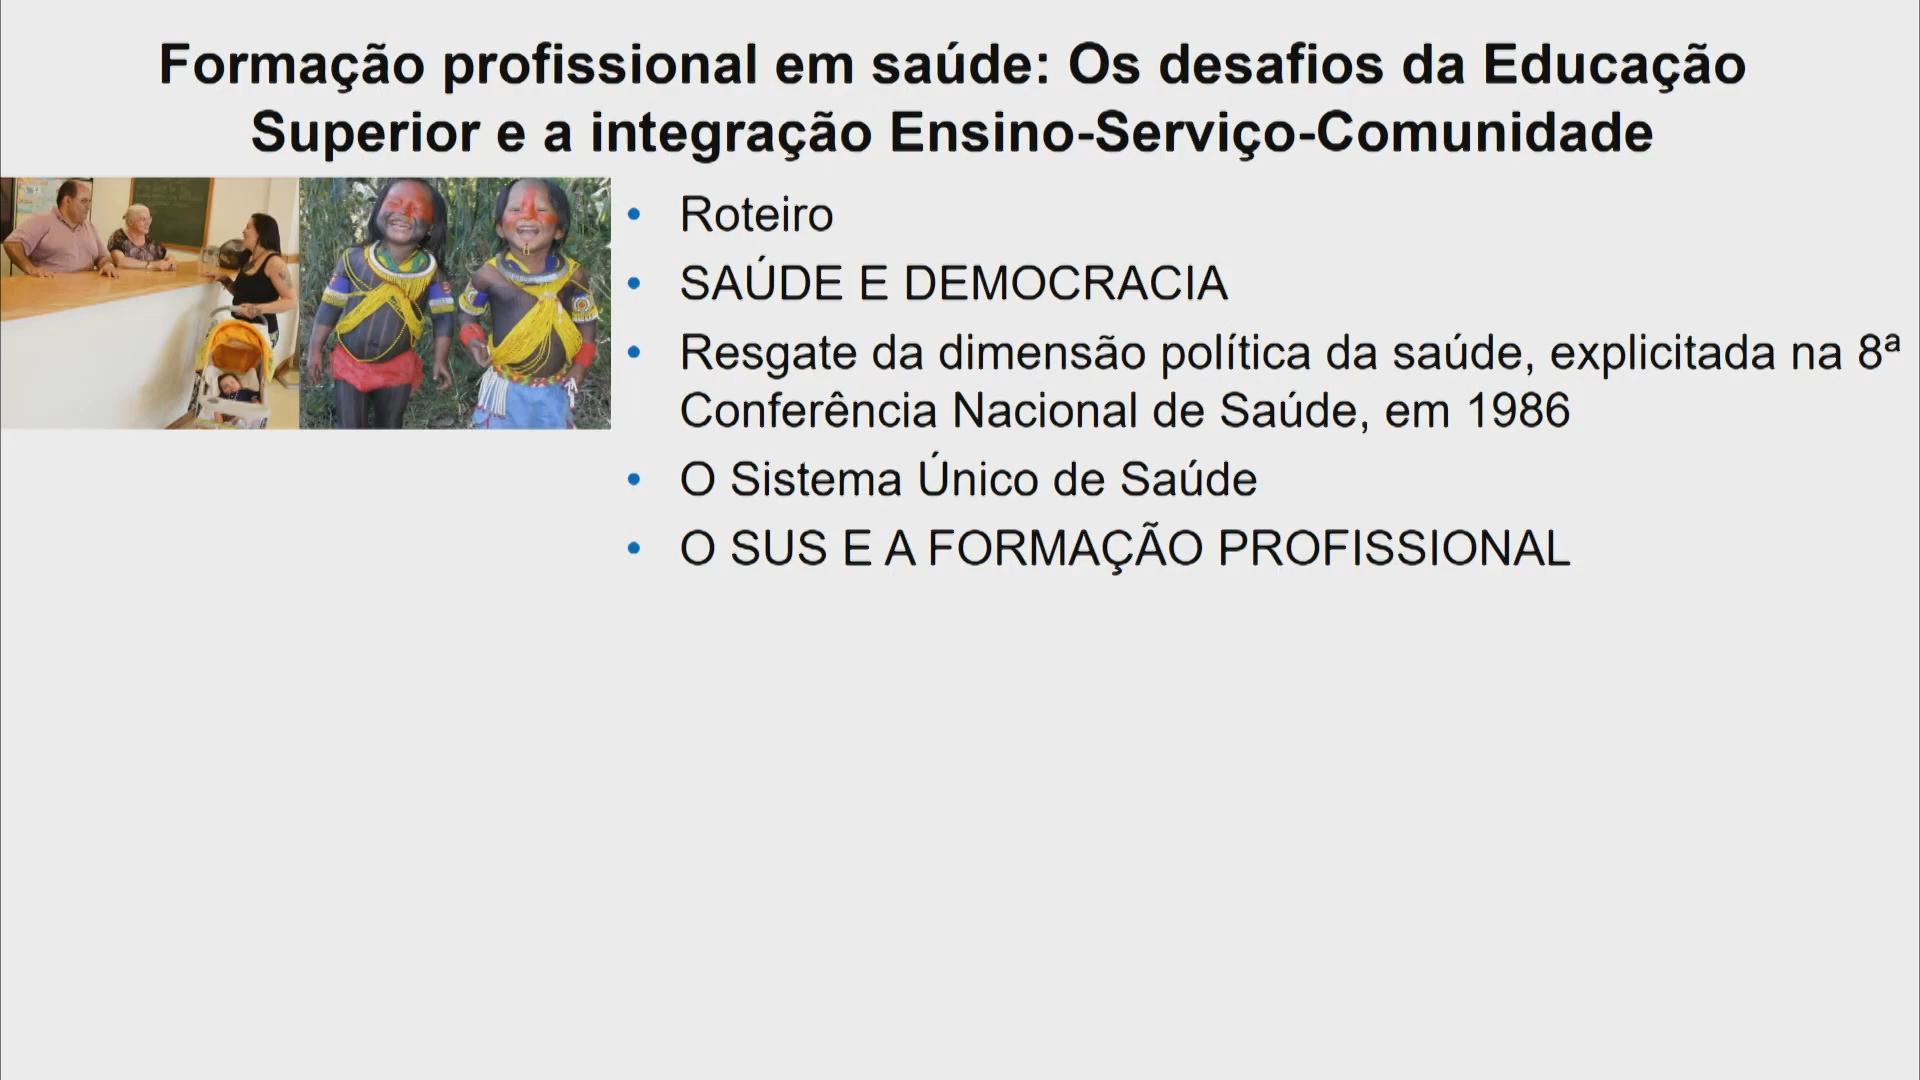 Formação profissional em saúde: Os desafios da Educação
Superior e a integração Ensino-Serviço-Comunidade
• Roteiro
• SAÚDE E DEMOCRACIA
• Resgate da dimensão política da saúde, explicitada na 8ª
Conferência Nacional de Saúde, em 1986
• O Sistema Único de Saúde
• O SUS E A FORMAÇÃO PROFISSIONAL